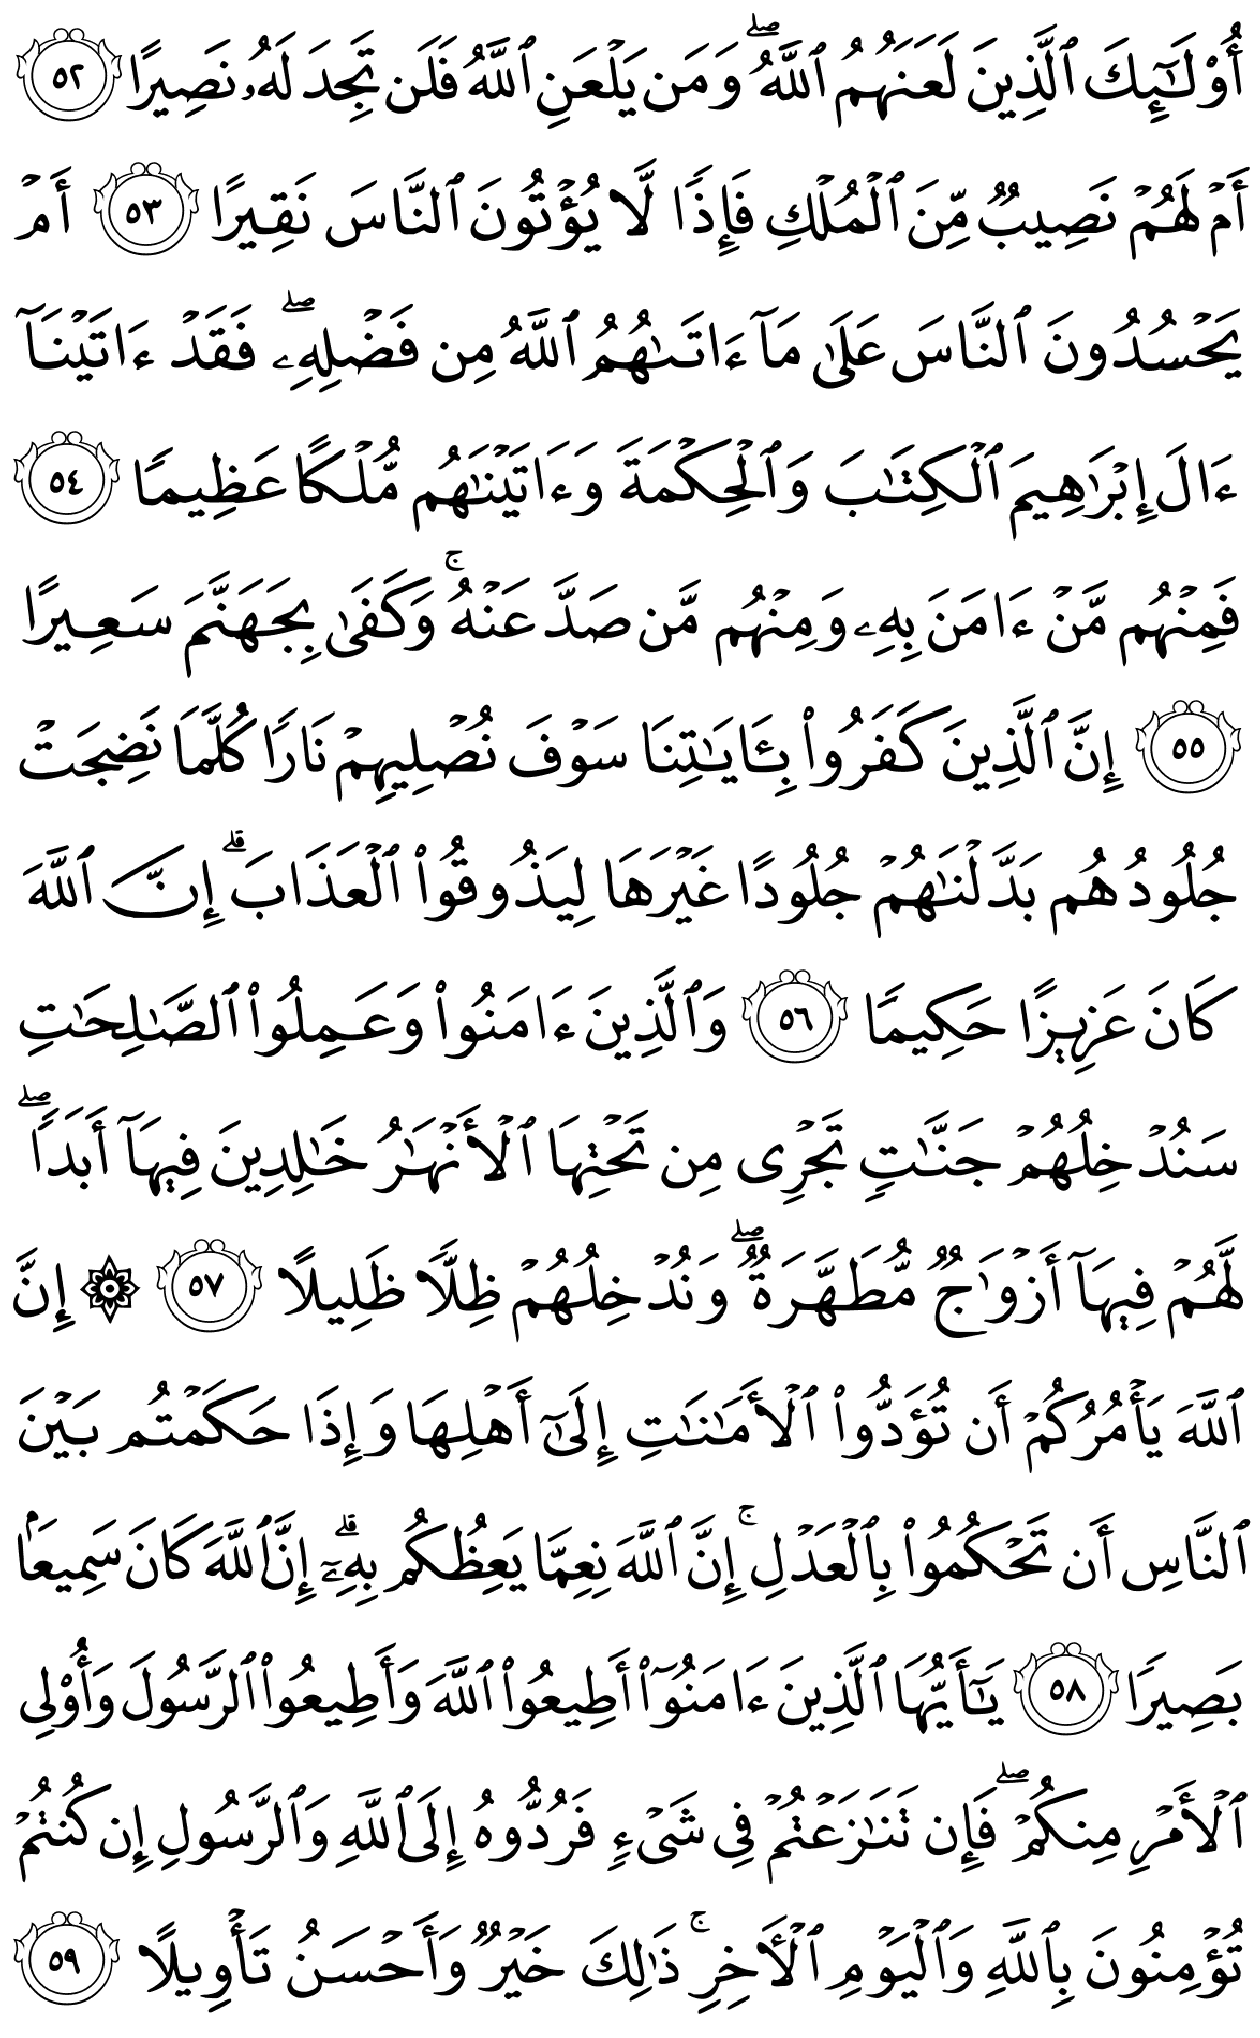 أُو۟لَـٰٓئِكَ ٱلَّذِينَ لَعَنَهُمُ ٱللَّهُ ۖ وَمَن يَلْعَنِ ٱللَّهُ فَلَن تَجِدَ لَهُۥ نَصِيرًا ٥٢
أَمْ لَهُمْ نَصِيبٌ مِّنَ ٱلْمُلْكِ فَإِذًا لَّا يُؤْتُونَ ٱلنَّاسَ نَقِيرًا ٥٣ أَمْ
يَحْسُدُونَ ٱلنَّاسَ عَلَىٰ مَآ ءَاتَىٰهُمُ ٱللَّهُ مِن فَضْلِهِۦ ۖ فَقَدْ ءَاتَيْنَآ
ءَالَ إِبْرَٰهِيمَ ٱلْكِتَـٰبَ وَٱلْحِكْمَةَ وَءَاتَيْنَـٰهُم مُّلْكًا عَظِيمًا ٥٤
فَمِنْهُم مَّنْ ءَامَنَ بِهِۦ وَمِنْهُم مَّن صَدَّ عَنْهُ ۚ وَكَفَىٰ بِجَهَنَّمَ سَعِيرًا
٥٥ إِنَّ ٱلَّذِينَ كَفَرُوا۟ بِـَٔايَـٰتِنَا سَوْفَ نُصْلِيهِمْ نَارًا كُلَّمَا نَضِجَتْ
جُلُودُهُم بَدَّلْنَـٰهُمْ جُلُودًا غَيْرَهَا لِيَذُوقُوا۟ ٱلْعَذَابَ ۗ إِنَّ ٱللَّهَ
كَانَ عَزِيزًا حَكِيمًا ٥٦ وَٱلَّذِينَ ءَامَنُوا۟ وَعَمِلُوا۟ ٱلصَّـٰلِحَـٰتِ
سَنُدْخِلُهُمْ جَنَّـٰتٍ تَجْرِى مِن تَحْتِهَا ٱلْأَنْهَـٰرُ خَـٰلِدِينَ فِيهَآ أَبَدًا ۖ
لَّهُمْ فِيهَآ أَزْوَٰجٌ مُّطَهَّرَةٌ ۖ وَنُدْخِلُهُمْ ظِلًّا ظَلِيلًا ٥٧ ۞ إِنَّ
ٱللَّهَ يَأْمُرُكُمْ أَن تُؤَدُّوا۟ ٱلْأَمَـٰنَـٰتِ إِلَىٰٓ أَهْلِهَا وَإِذَا حَكَمْتُم بَيْنَ
ٱلنَّاسِ أَن تَحْكُمُوا۟ بِٱلْعَدْلِ ۚ إِنَّ ٱللَّهَ نِعِمَّا يَعِظُكُم بِهِۦٓ ۗ إِنَّ ٱللَّهَ كَانَ سَمِيعًۢا
بَصِيرًا ٥٨ يَـٰٓأَيُّهَا ٱلَّذِينَ ءَامَنُوٓا۟ أَطِيعُوا۟ ٱللَّهَ وَأَطِيعُوا۟ ٱلرَّسُولَ وَأُو۟لِى
ٱلْأَمْرِ مِنكُمْ ۖ فَإِن تَنَـٰزَعْتُمْ فِى شَىْءٍ فَرُدُّوهُ إِلَى ٱللَّهِ وَٱلرَّسُولِ إِن كُنتُمْ
تُؤْمِنُونَ بِٱللَّهِ وَٱلْيَوْمِ ٱلْـَٔاخِرِ ۚ ذَٰلِكَ خَيْرٌ وَأَحْسَنُ تَأْوِيلًا ٥٩